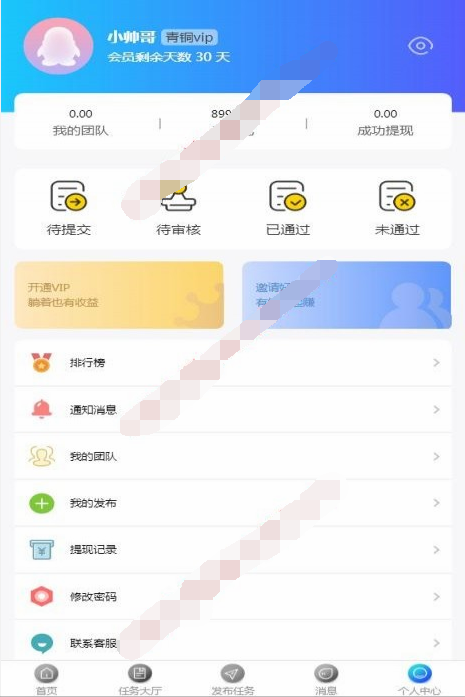 小帅哥 青铜vip
会员剩余天数 30 天
0.00 | 899 | 0.00
我的团队 成功提现
待提交 待审核 已通过 未通过
开通VIP
躺着也有收益
邀请好
排行榜
通知消息
我的团队
我的发布
提现记录
修改密码
联系客服
首页 任务大厅 发布任务 消息 个人中心